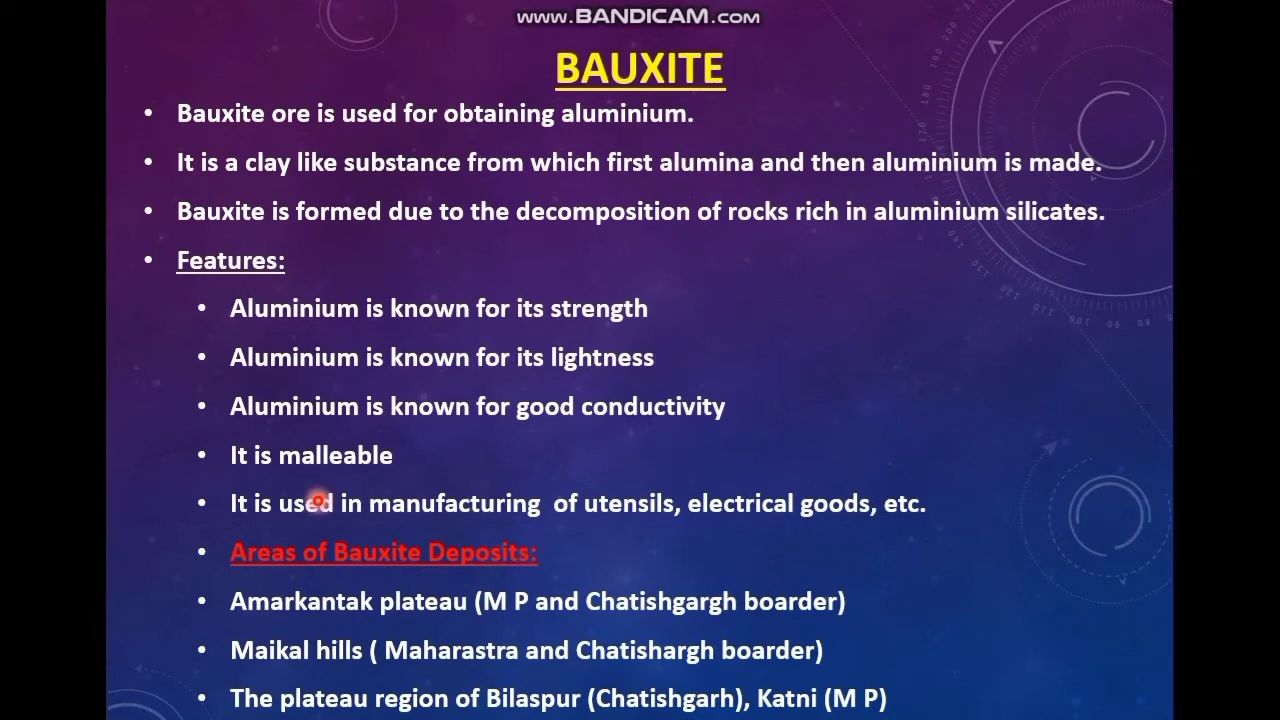 www.BANDICAM.com
BAUXITE
• Bauxite ore is used for obtaining aluminium.
• It is a clay like substance from which first alumina and then aluminium is made.
• Bauxite is formed due to the decomposition of rocks rich in aluminium silicates.
• Features:
• Aluminium is known for its strength
• Aluminium is known for its lightness
• Aluminium is known for good conductivity
• It is malleable
• It is used in manufacturing of utensils, electrical goods, etc.
• Areas of Bauxite Deposits:
• Amarkantak plateau (M P and Chatishgargh boarder)
• Maikal hills ( Maharastra and Chatishargh boarder)
• The plateau region of Bilaspur (Chatishgarh), Katni (M P)